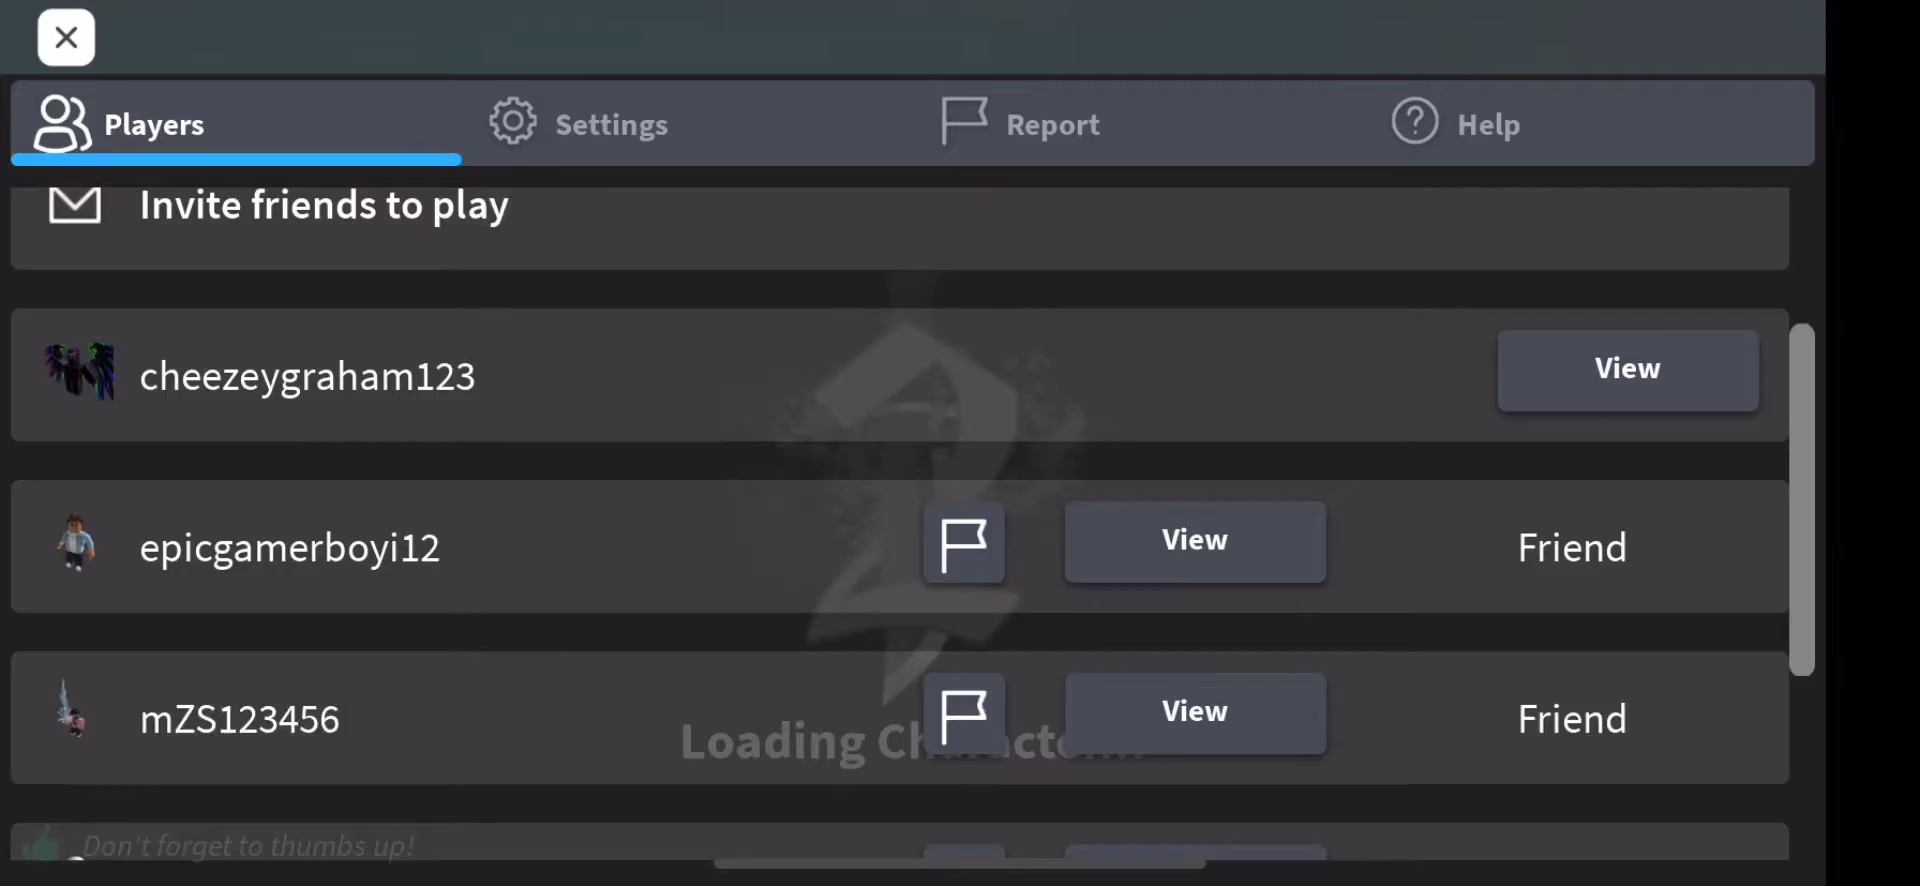 Players
Settings
Report
Help
Invite friends to play
cheezeygraham123
View
epicgamerboyi12
View
Friend
mZS123456
View
Friend
Loading
Don't forget to thumbs up!